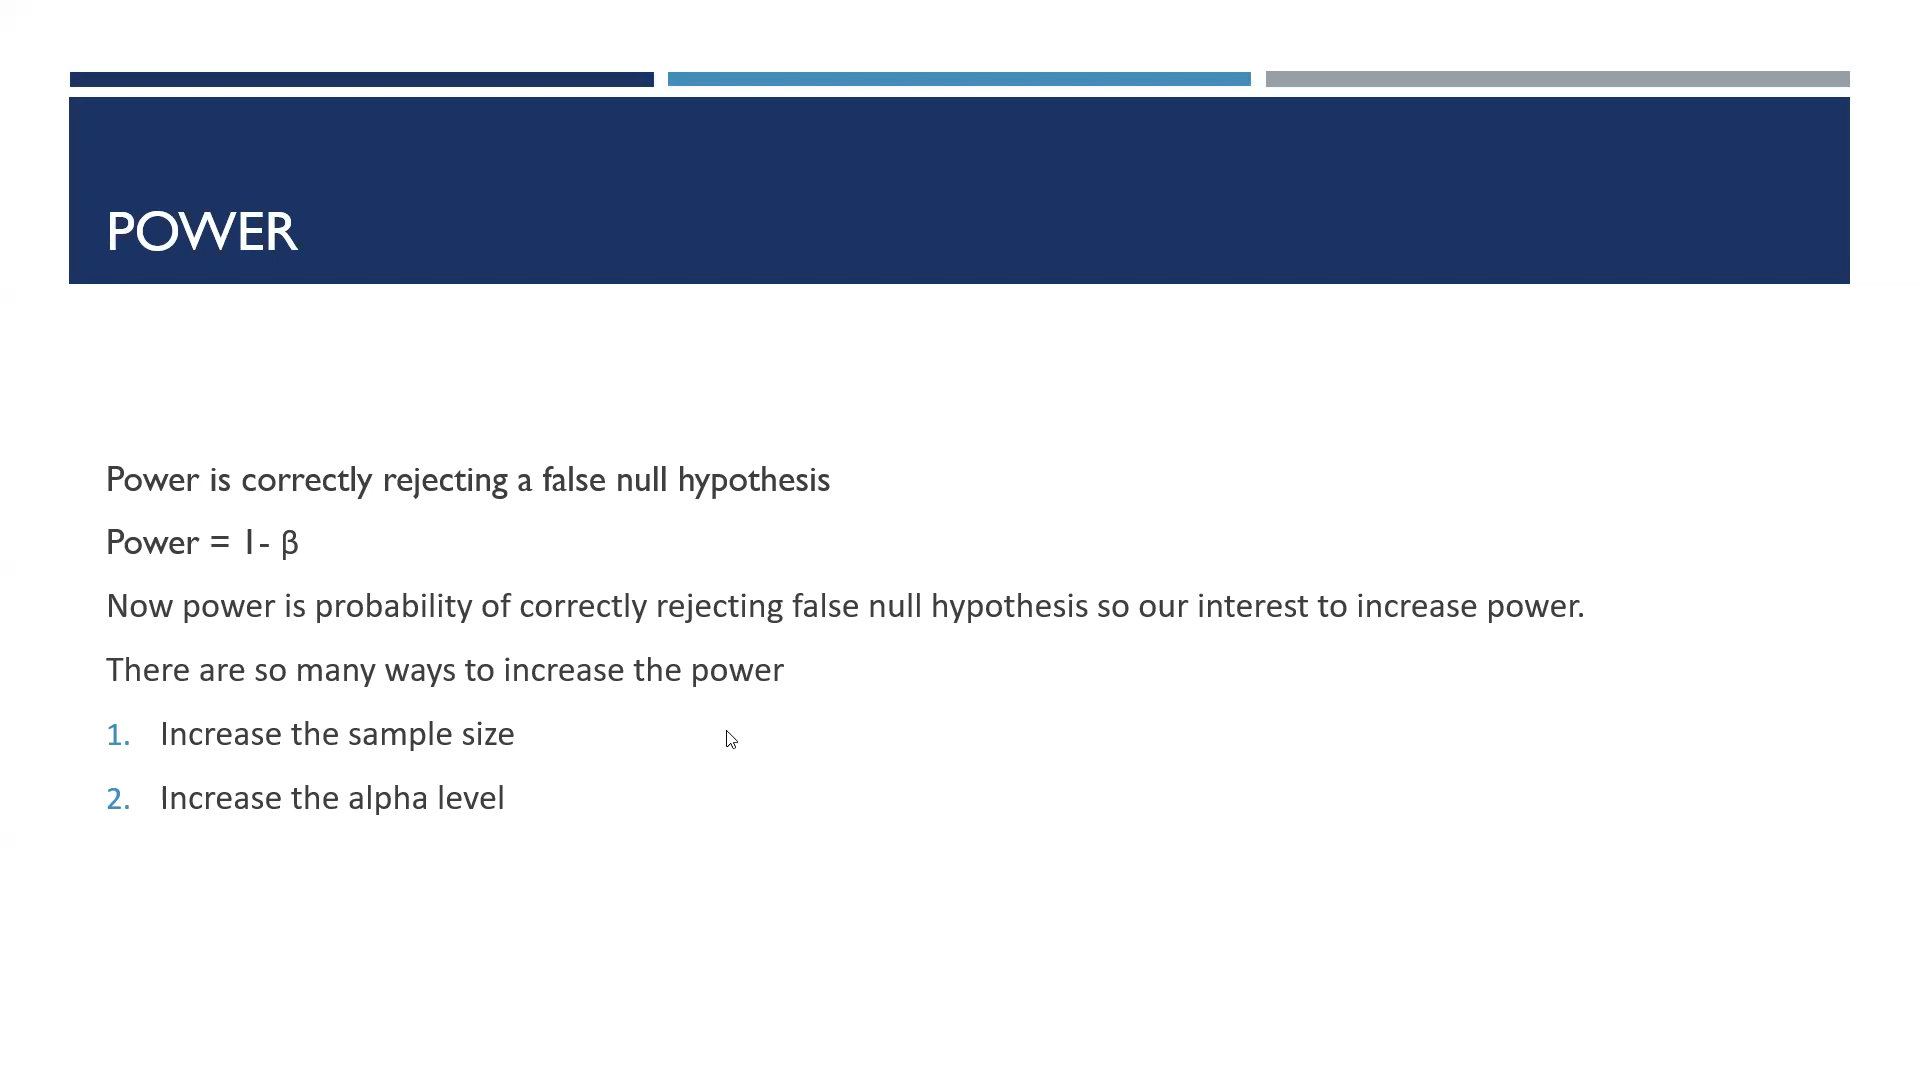 POWER
Power is correctly rejecting a false null hypothesis
Power = 1- β
Now power is probability of correctly rejecting false null hypothesis so our interest to increase power.
There are so many ways to increase the power
1. Increase the sample size
2. Increase the alpha level